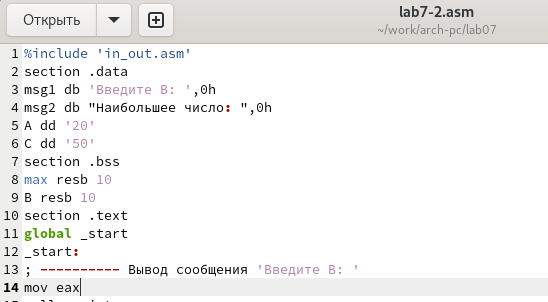 Открыть
lab7-2.asm
~/work/arch-pc/lab07
1 %include 'in_out.asm'
2 section .data
3 msg1 db 'Введите B: ',0h
4 msg2 db "Наибольшее число: ",0h
5 A dd '20'
6 C dd '50'
7 section .bss
8 max resb 10
9 B resb 10
10 section .text
11 global _start
12 _start:
13 ; ---------- Вывод сообщения 'Введите B: '
14 mov eax